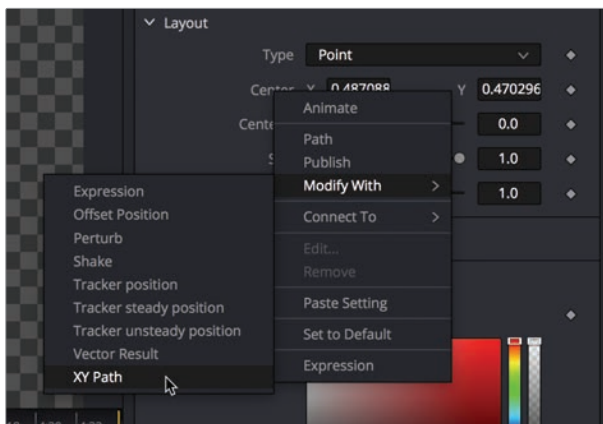 Layout
Type Point
Center X 0.487088 Y 0.470296
Animate
0.0
Path
Publish
1.0
Modify With
1.0
Connect To
Edit...
Remove
Paste Setting
Set to Default
Expression
Expression
Offset Position
Perturb
Shake
Tracker position
Tracker steady position
Tracker unsteady position
Vector Result
XY Path